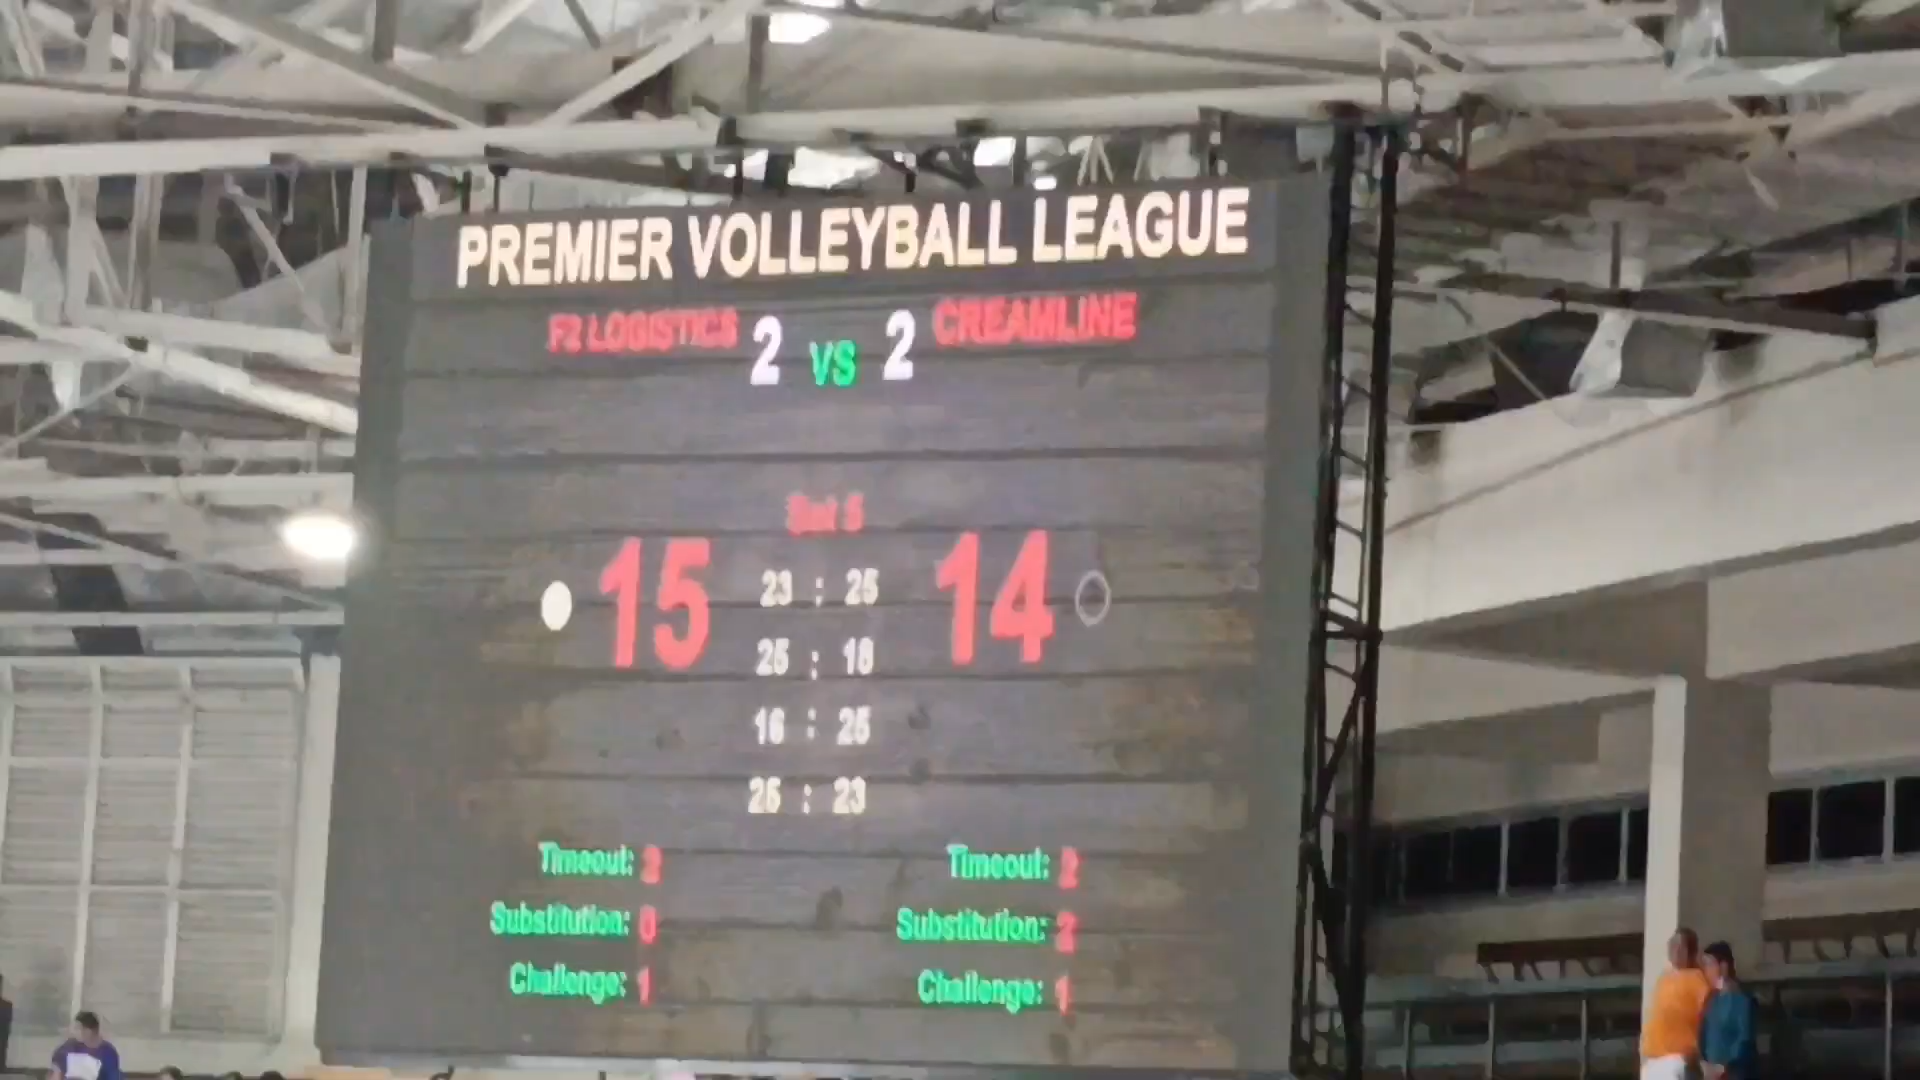 PREMIER VOLLEYBALL LEAGUE
F2 LOGISTICS 2 VS 2 CREAMLINE
Set 5
15 23 : 25 14
25 : 18
16 : 25
25 : 23
Timeout: 2 Timeout: 2
Substitution: 0 Substitution: 2
Challenge: 1 Challenge: 1